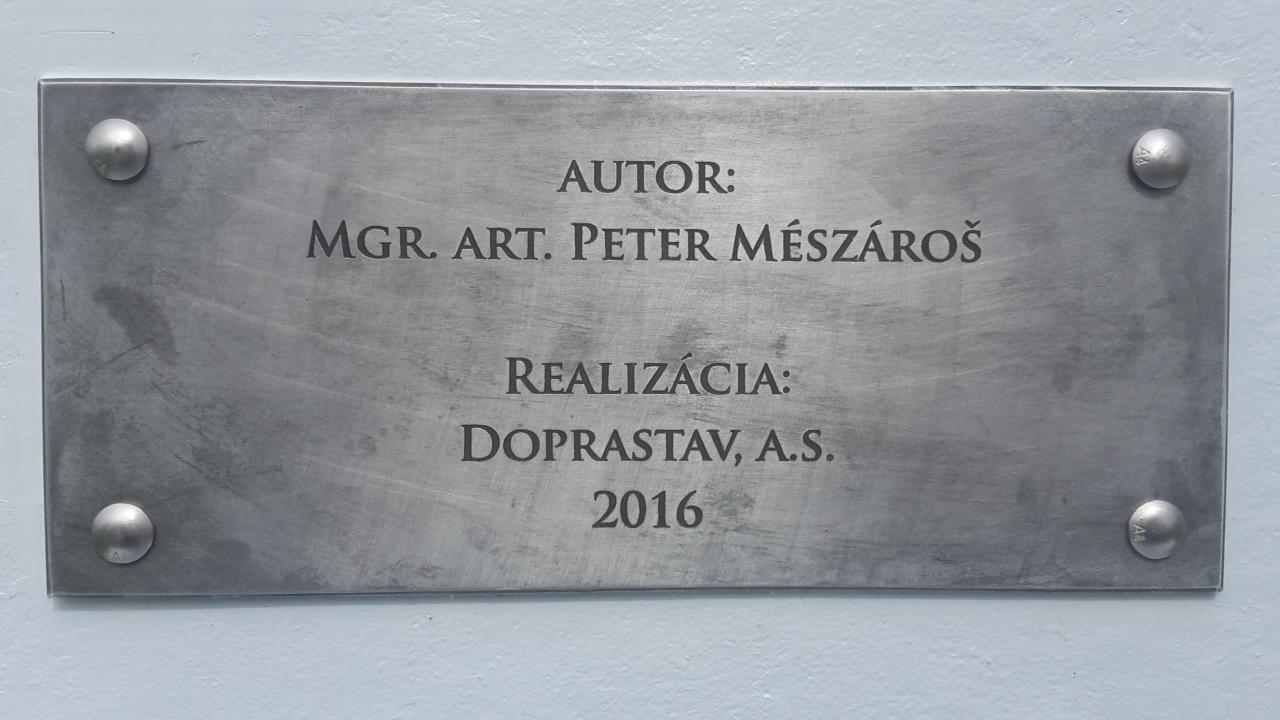 AUTOR:
MGR. ART. PETER MÉSZÁROŠ
REALIZÁCIA:
DOPRASTAV, A.S.
2016